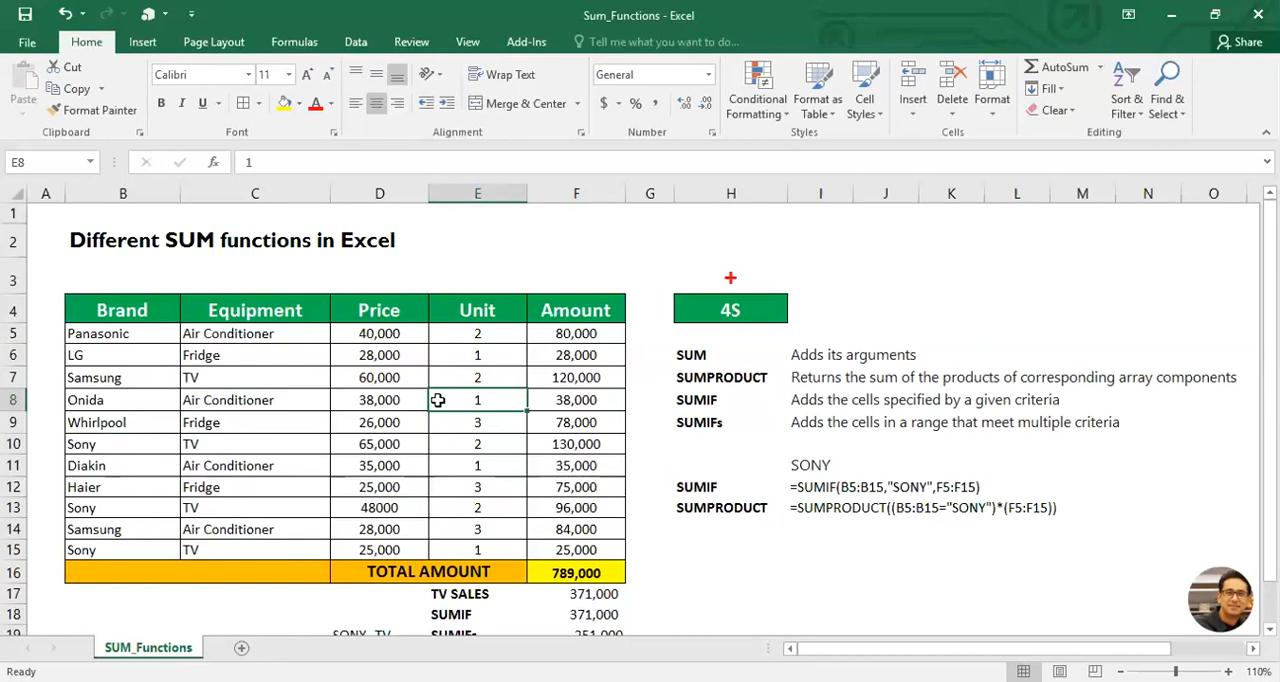 Sum_Functions - Excel
File Home Insert Page Layout Formulas Data Review View Add-Ins Tell me what you want to do... Share
Paste Cut Copy Format Painter Clipboard
Calibri 11 B I U Font
Wrap Text Merge & Center Alignment
General $ % , Number
Conditional Formatting Format as Table Cell Styles Styles
Insert Delete Format Cells
AutoSum Fill Clear Sort & Filter Find & Select Editing
E8 fx 1
A B C D E F G H I J K L M N O
1
2 Different SUM functions in Excel
3 +
4 Brand Equipment Price Unit Amount 4S
5 Panasonic Air Conditioner 40,000 2 80,000
6 LG Fridge 28,000 1 28,000 SUM Adds its arguments
7 Samsung TV 60,000 2 120,000 SUMPRODUCT Returns the sum of the products of corresponding array components
8 Onida Air Conditioner 38,000 1 38,000 SUMIF Adds the cells specified by a given criteria
9 Whirlpool Fridge 26,000 3 78,000 SUMIFs Adds the cells in a range that meet multiple criteria
10 Sony TV 65,000 2 130,000
11 Diakin Air Conditioner 35,000 1 35,000 SONY
12 Haier Fridge 25,000 3 75,000 SUMIF =SUMIF(B5:B15,"SONY",F5:F15)
13 Sony TV 48000 2 96,000 SUMPRODUCT =SUMPRODUCT((B5:B15="SONY")*(F5:F15))
14 Samsung Air Conditioner 28,000 3 84,000
15 Sony TV 25,000 1 25,000
16 TOTAL AMOUNT 789,000
17 TV SALES 371,000
18 SUMIF 371,000
19 SONY TV SUMIFs 251,000
SUM_Functions
Ready 110%